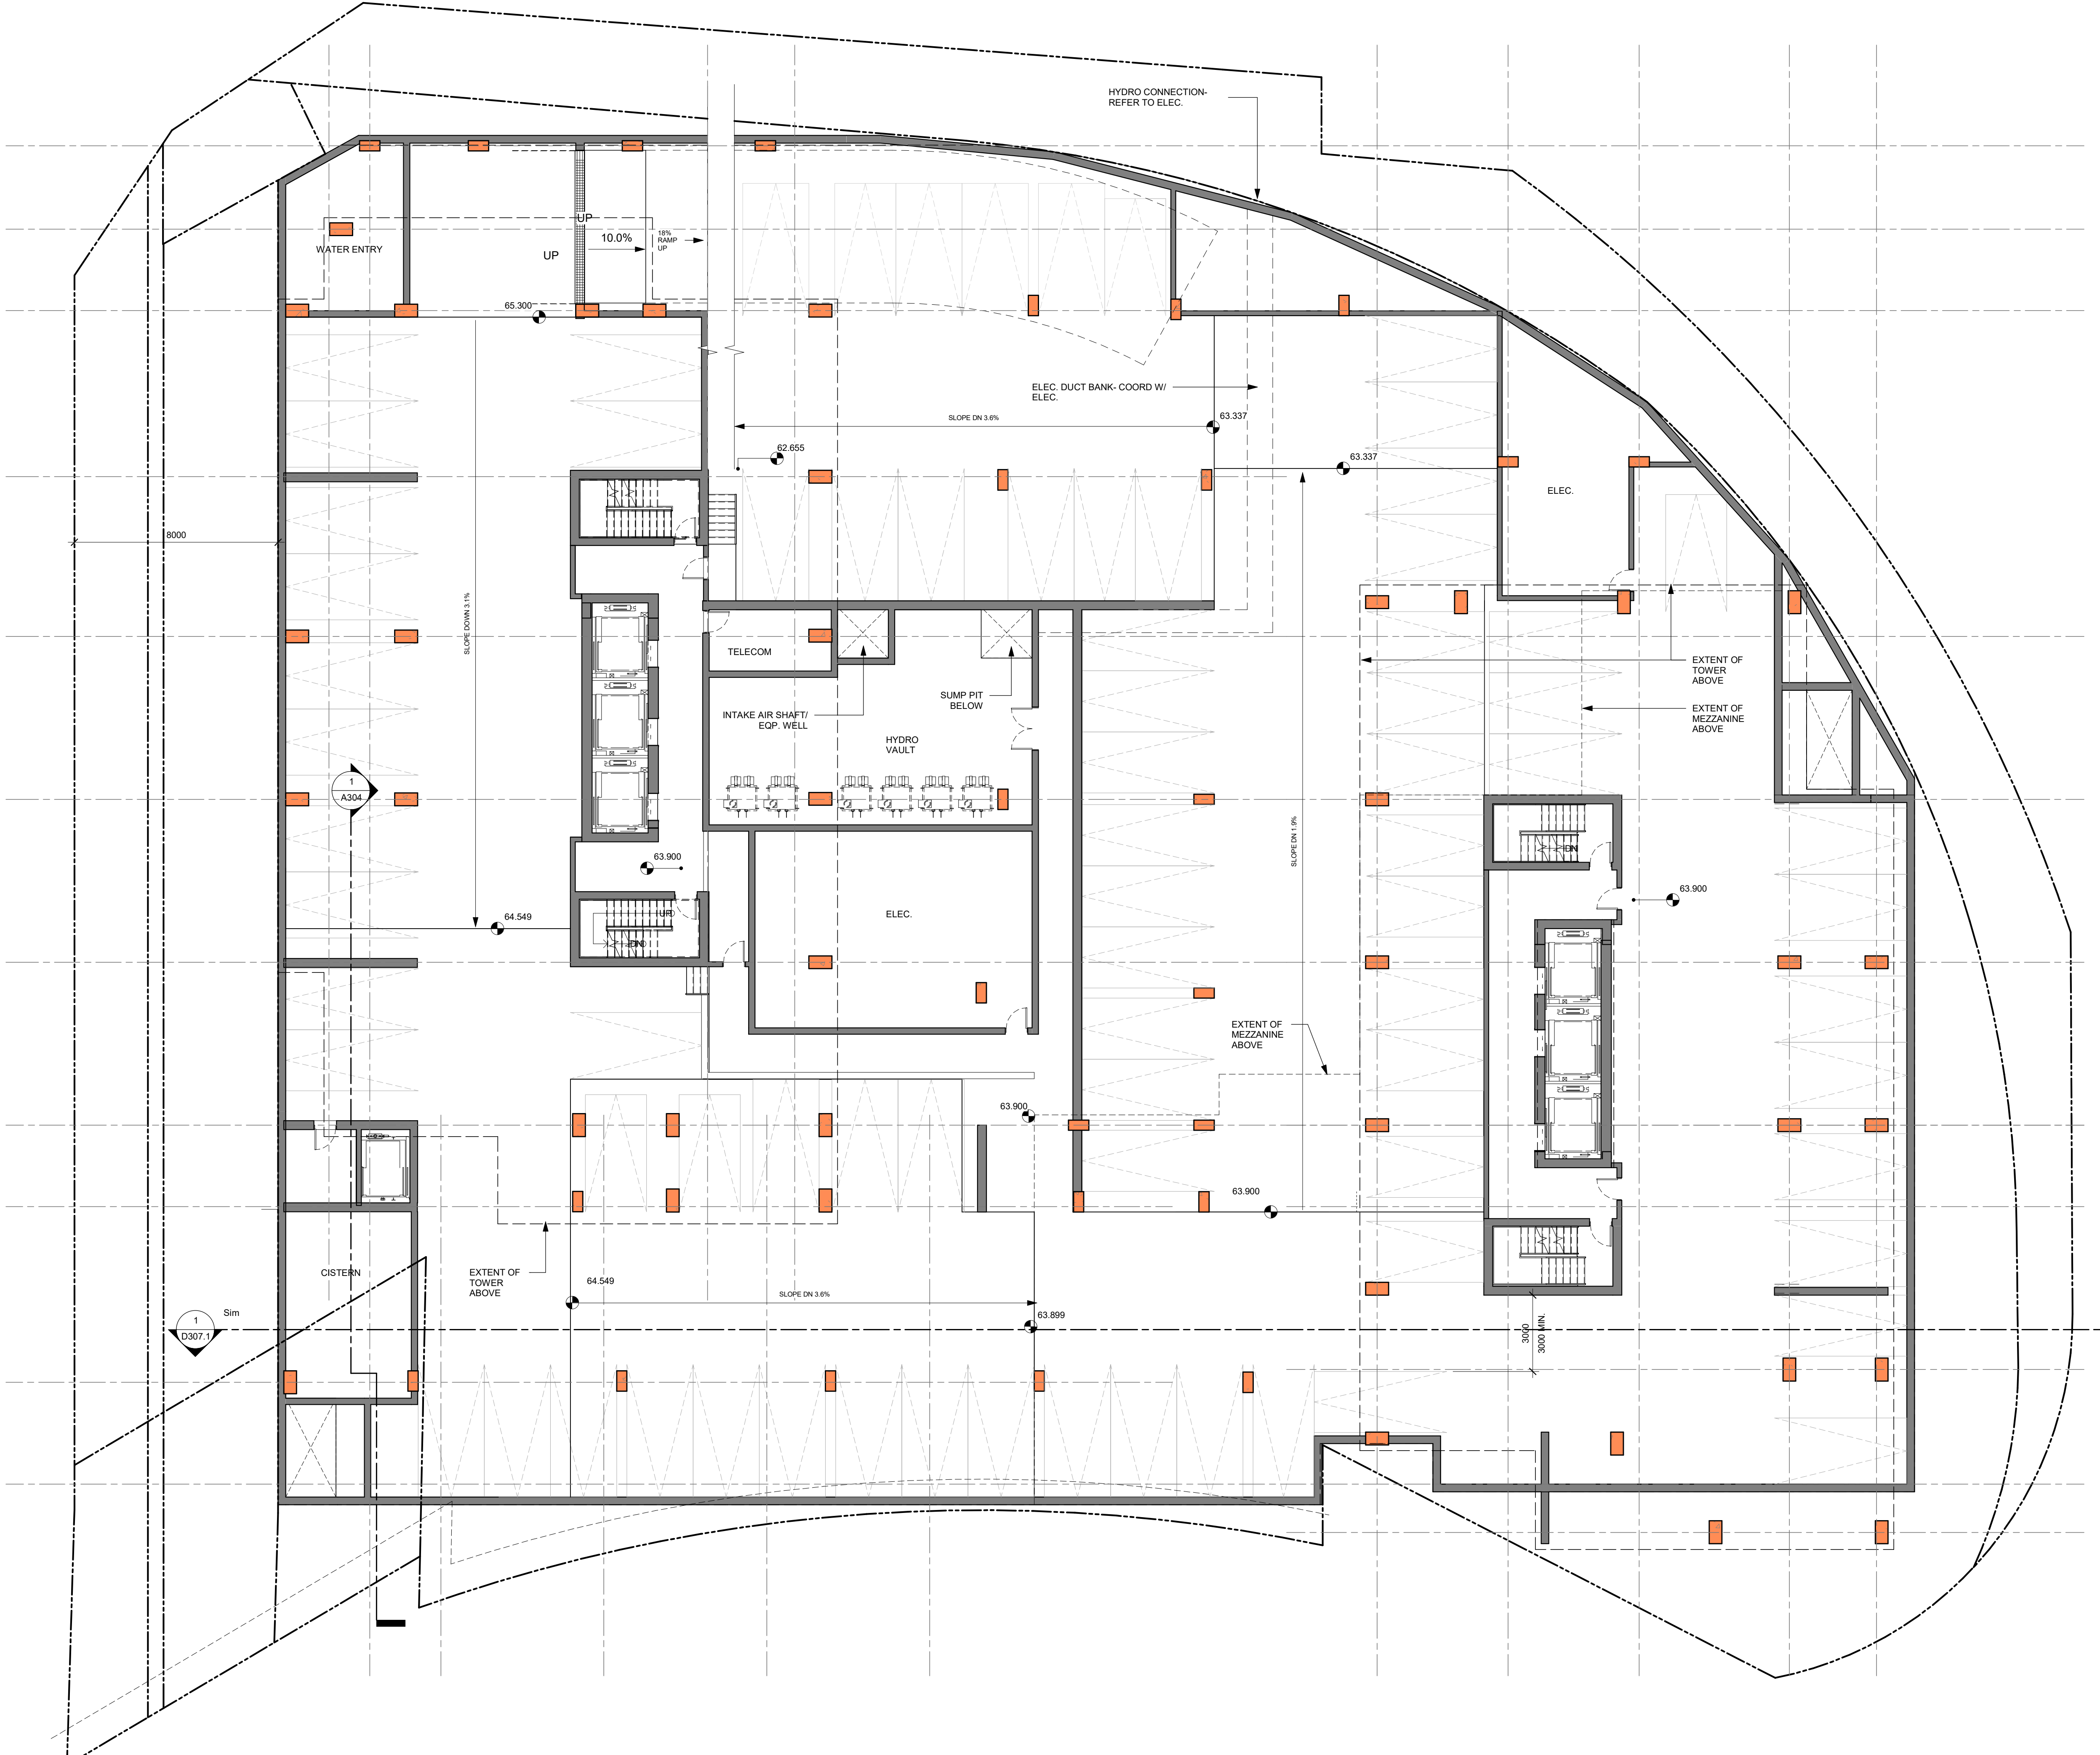 HYDRO CONNECTION-
REFER TO ELEC.
UP
10.0%
18%
RAMP
UP
WATER ENTRY
UP
65.300
ELEC. DUCT BANK- COORD W/
ELEC.
SLOPE DN 3.6%
63.337
62.655
63.337
ELEC.
8000
SLOPE DOWN 3.1%
TELECOM
EXTENT OF
TOWER
ABOVE
SUMP PIT
BELOW
INTAKE AIR SHAFT/
EQP. WELL
EXTENT OF
MEZZANINE
ABOVE
HYDRO
VAULT
1
A304
SLOPE DN 1.9%
DN
63.900
63.900
UP
ELEC.
64.549
DN
EXTENT OF
MEZZANINE
ABOVE
63.900
63.900
CISTERN
EXTENT OF
TOWER
ABOVE
64.549
SLOPE DN 3.6%
63.899
1
D307.1
Sim
3000
3000 MIN.